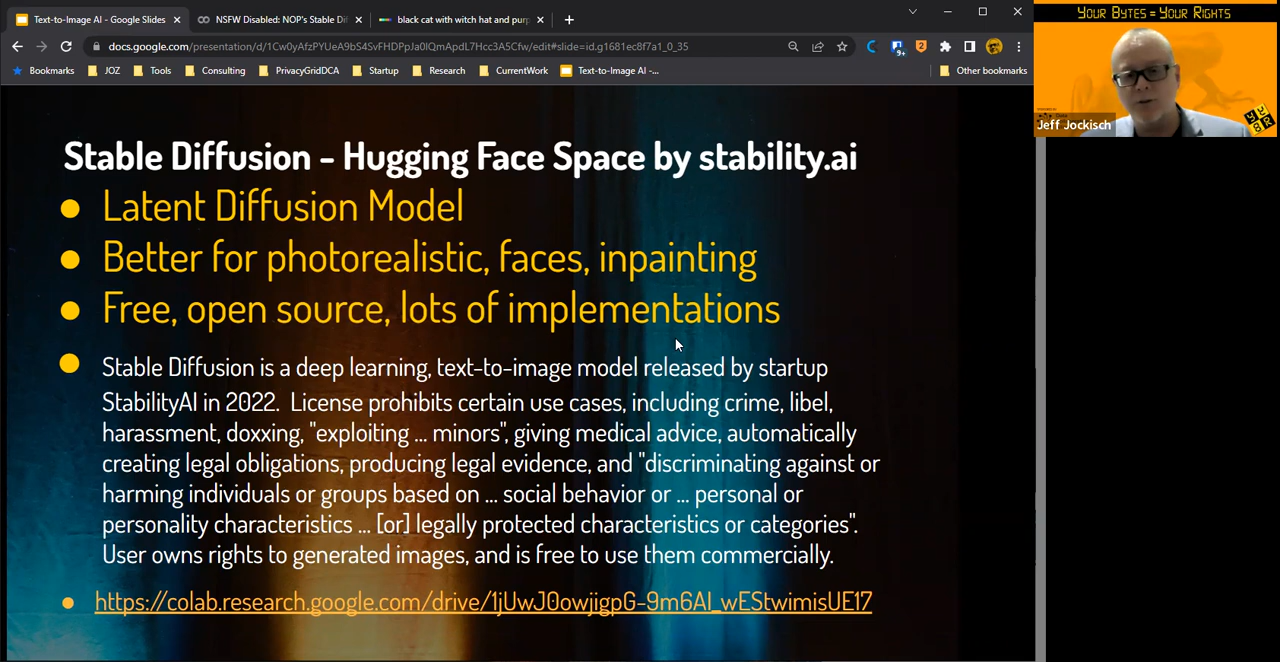 Text-to-Image AI - Google Slides
NSFW Disabled: NOP's Stable Dif
black cat with witch hat and purp
YOUR BYTES = YOUR RIGHTS
docs.google.com/presentation/d/1Cw0yAfzPYUeA9bS4SvFHDPpJa0IQmApdL7Hcc3A5Cfw/edit#slide=id.g1681ec8f7a1_0_35
9+
2
Bookmarks JOZ Tools Consulting PrivacyGridDCA Startup Research CurrentWork Text-to-Image AI -... Other bookmarks
Jeff Jockisch
Stable Diffusion - Hugging Face Space by stability.ai
● Latent Diffusion Model
● Better for photorealistic, faces, inpainting
● Free, open source, lots of implementations
● Stable Diffusion is a deep learning, text-to-image model released by startup
StabilityAI in 2022. License prohibits certain use cases, including crime, libel,
harassment, doxxing, "exploiting ... minors", giving medical advice, automatically
creating legal obligations, producing legal evidence, and "discriminating against or
harming individuals or groups based on ... social behavior or ... personal or
personality characteristics ... [or] legally protected characteristics or categories".
User owns rights to generated images, and is free to use them commercially.
● https://colab.research.google.com/drive/1jUwJ0owjigpG-9m6AI_wEStwimisUE17